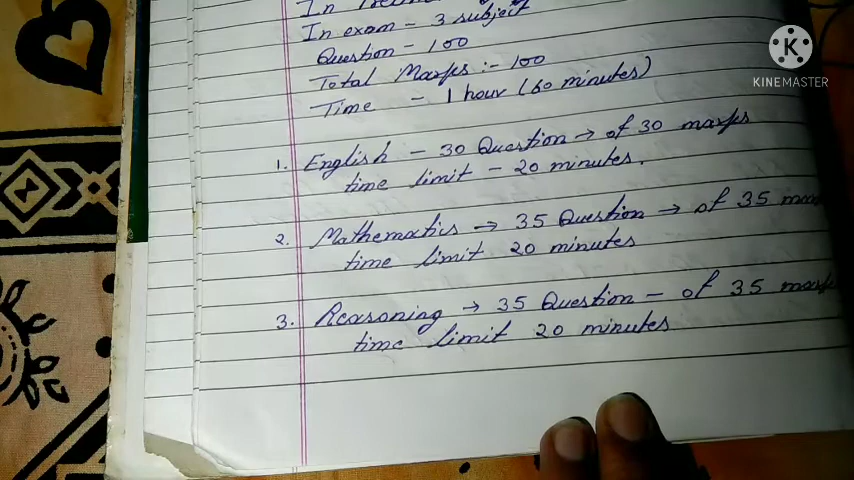 In
In exam - 3 subject
Question - 100
Total Marks :- 100
Time - 1 hour (60 minutes)
1. English - 30 Question → of 30 marks
time limit - 20 minutes.
2. Mathematics → 35 Question → of 35
time limit 20 minutes
3. Reasoning → 35 Question - of 35 marks
time limit 20 minutes
K
KINEMASTER